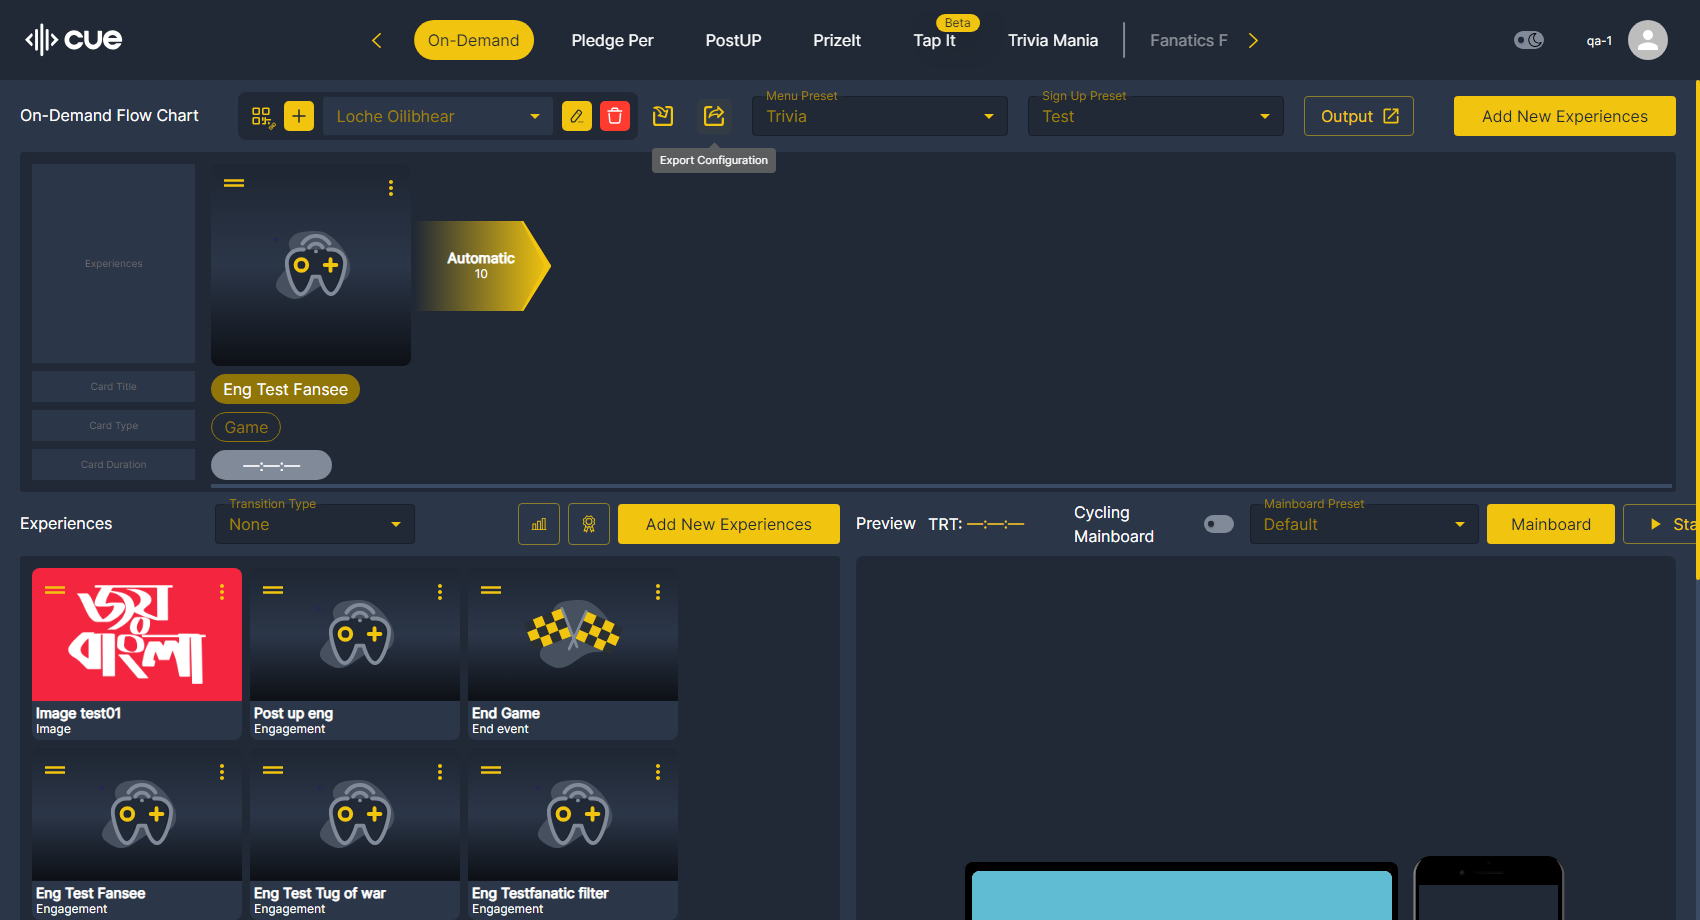 cue
On-Demand
Pledge Per
PostUP
PrizeIt
Beta
Tap It
Trivia Mania
Fanatics F
qa-1
On-Demand Flow Chart
Loche Oilibhear
Menu Preset
Trivia
Sign Up Preset
Test
Output
Add New Experiences
Export Configuration
Experiences
Automatic
10
Card Title
Eng Test Fansee
Card Type
Game
Card Duration
—:—:—
Experiences
Transition Type
None
Add New Experiences
Preview
TRT: —:—:—
Cycling
Mainboard
Mainboard Preset
Default
Mainboard
Sta
জয়
বাংলা
Image test01
Image
Post up eng
Engagement
End Game
End event
Eng Test Fansee
Engagement
Eng Test Tug of war
Engagement
Eng Testfanatic filter
Engagement